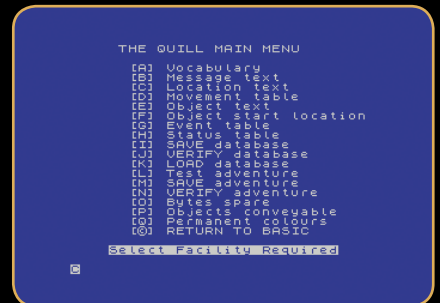 THE QUILL MAIN MENU
[A] Vocabulary
[B] Message text
[C] Location text
[D] Movement table
[E] Object text
[F] Object start location
[G] Event table
[H] Status table
[I] SAVE database
[J] VERIFY database
[K] LOAD database
[L] Test adventure
[M] SAVE adventure
[N] VERIFY adventure
[O] Bytes spare
[P] Objects conveyable
[Q] Permanent colours
[©] RETURN TO BASIC
Select Facility Required
C